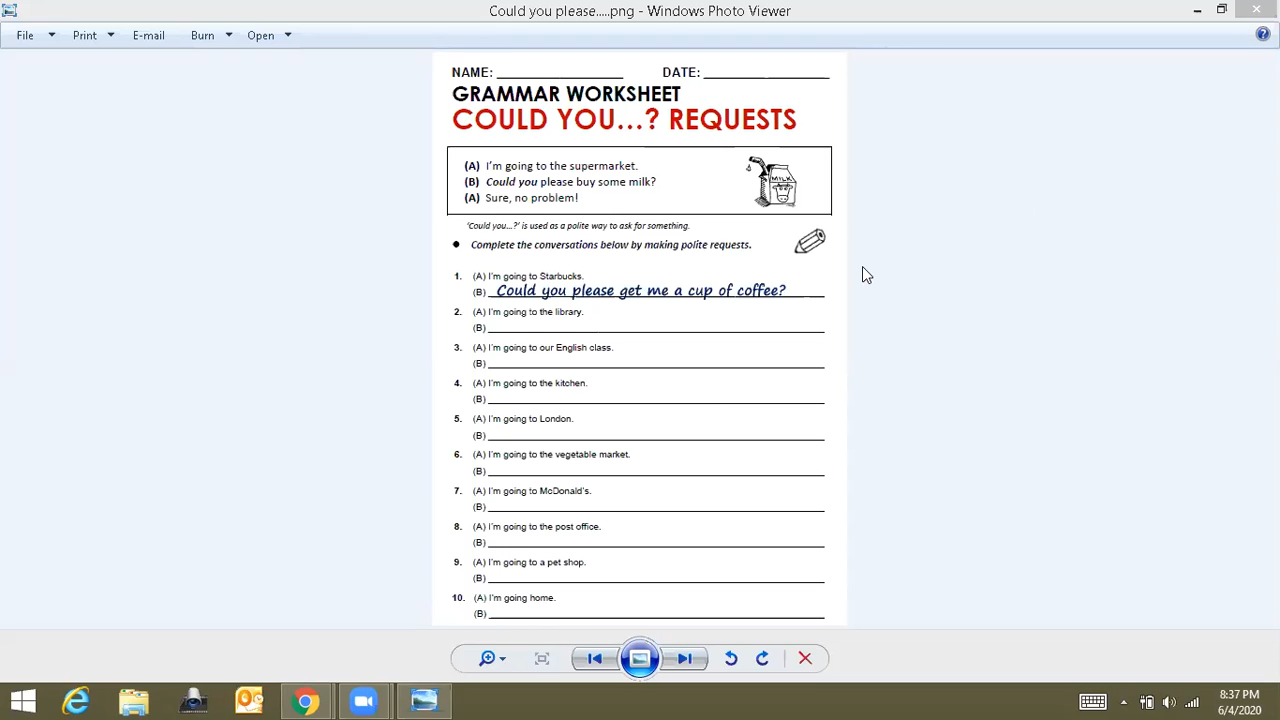 Could you please.....png - Windows Photo Viewer
File Print E-mail Burn Open
NAME: DATE:
GRAMMAR WORKSHEET
COULD YOU...? REQUESTS
(A) I'm going to the supermarket.
(B) Could you please buy some milk?
(A) Sure, no problem!
MILK
'Could you...?' is used as a polite way to ask for something.
● Complete the conversations below by making polite requests.
1. (A) I'm going to Starbucks.
(B) Could you please get me a cup of coffee?
2. (A) I'm going to the library.
(B)
3. (A) I'm going to our English class.
(B)
4. (A) I'm going to the kitchen.
(B)
5. (A) I'm going to London.
(B)
6. (A) I'm going to the vegetable market.
(B)
7. (A) I'm going to McDonald's.
(B)
8. (A) I'm going to the post office.
(B)
9. (A) I'm going to a pet shop.
(B)
10. (A) I'm going home.
(B)
8:37 PM
6/4/2020